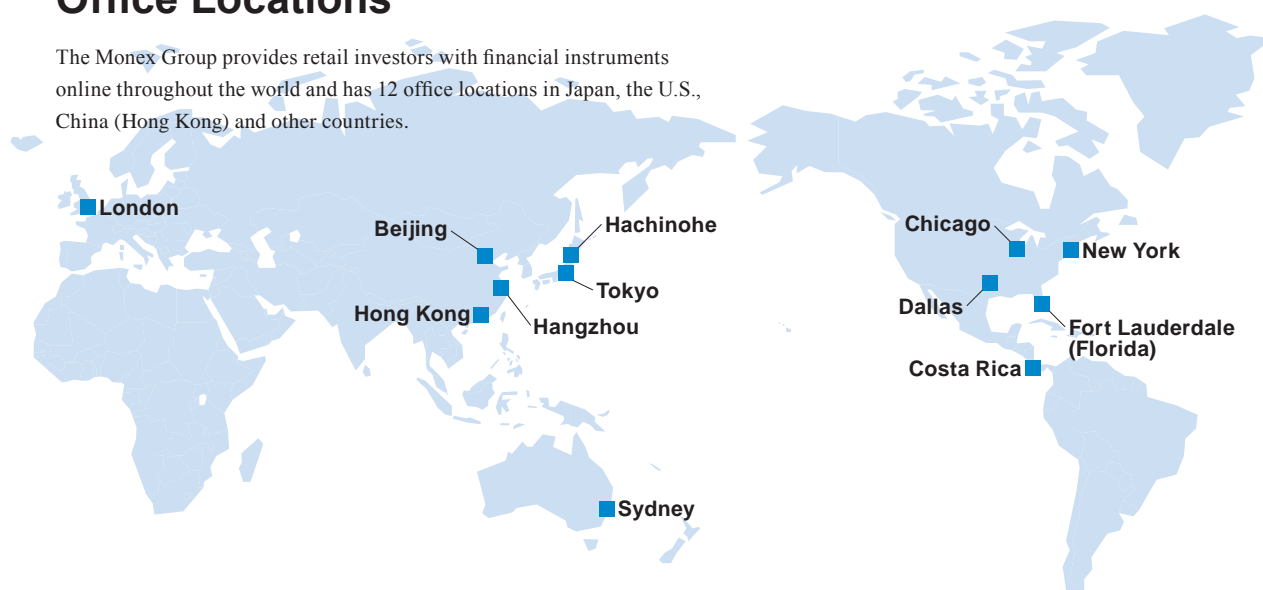 Office Locations
The Monex Group provides retail investors with financial instruments
online throughout the world and has 12 office locations in Japan, the U.S.,
China (Hong Kong) and other countries.
London
Beijing
Hachinohe
Tokyo
Hong Kong
Hangzhou
Sydney
Chicago
New York
Dallas
Fort Lauderdale
(Florida)
Costa Rica